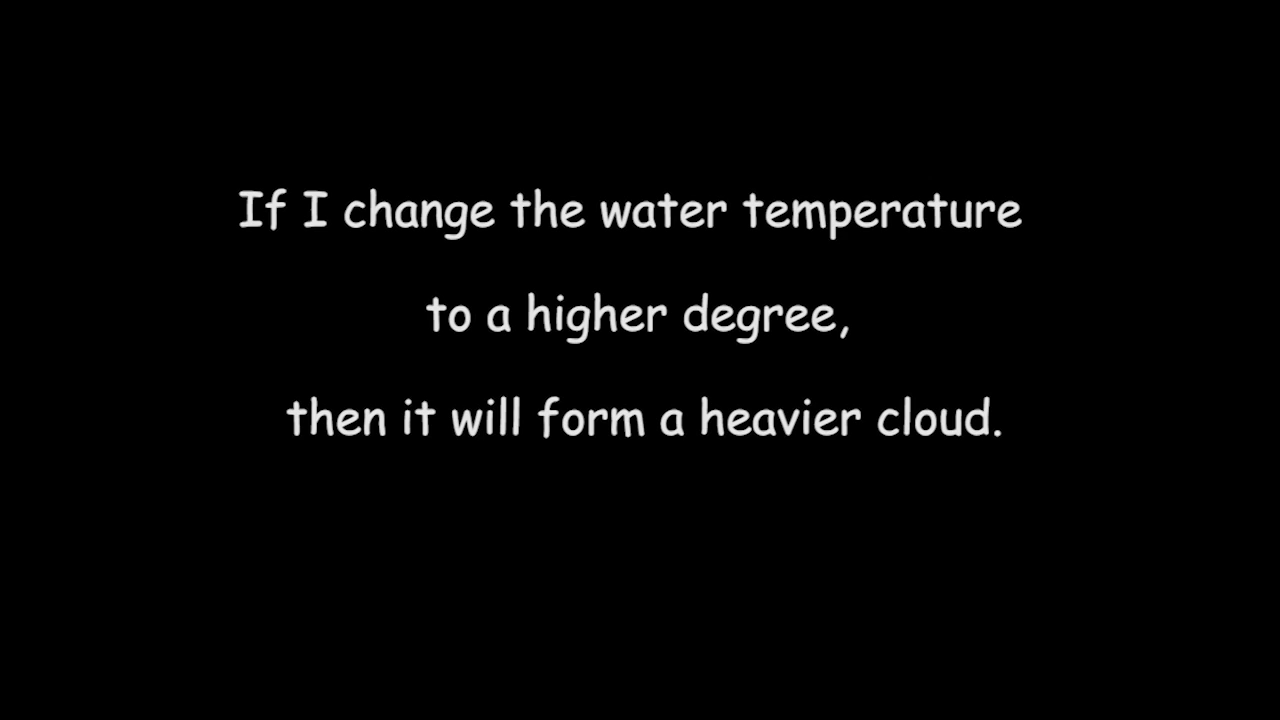 If I change the water temperature
to a higher degree,
then it will form a heavier cloud.